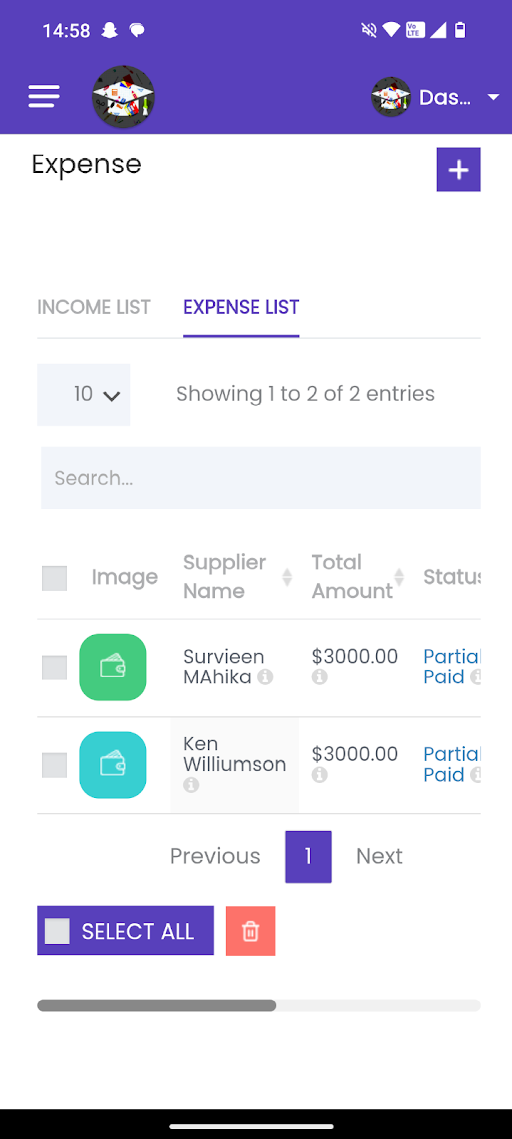 14:58
Vo LTE
Das...
Expense
+
INCOME LIST EXPENSE LIST
10 Showing 1 to 2 of 2 entries
Search...
Image Supplier Name Total Amount Status
Survieen MAhika $3000.00 Partial Paid
Ken Williumson $3000.00 Partial Paid
Previous 1 Next
SELECT ALL